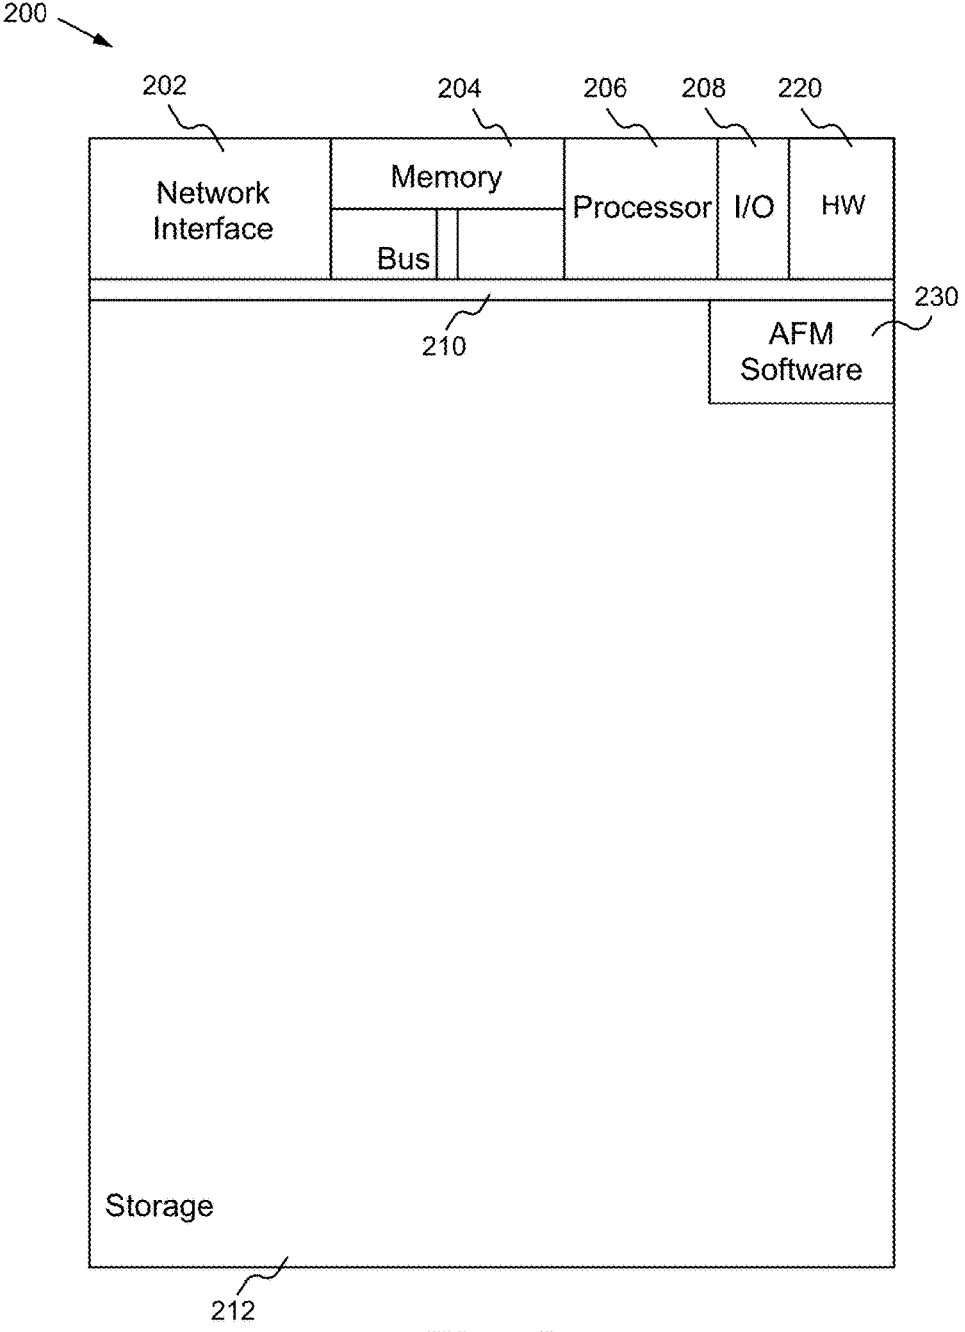 200
202
204
206
208
220
Network
Interface
Memory
Processor
I/O
HW
Bus
210
230
AFM
Software
Storage
212